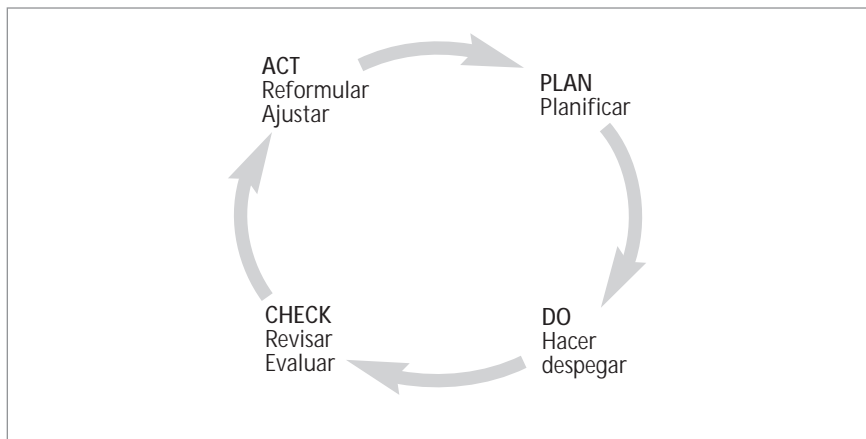 ACT
Reformular
Ajustar
PLAN
Planificar
DO
Hacer
despegar
CHECK
Revisar
Evaluar